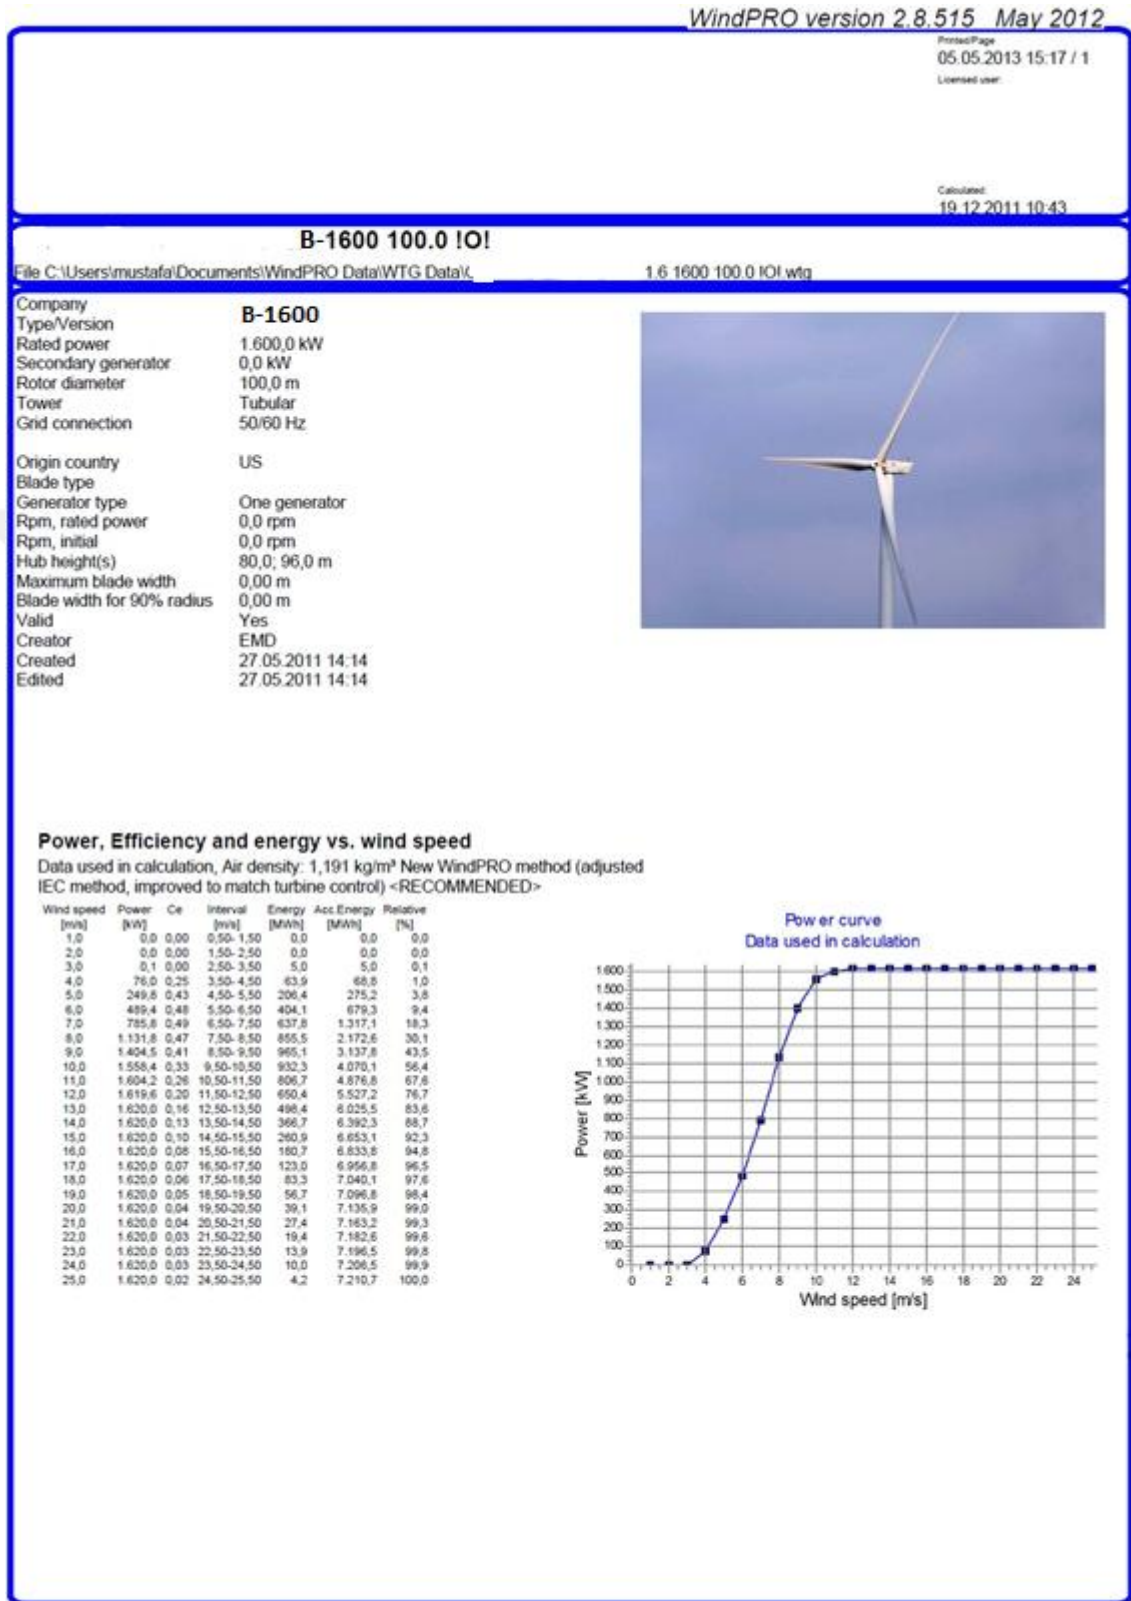 WindPRO version 2.8.515 May 2012
Printed/Page
05.05.2013 15:17 / 1
Licensed user:
Calculated:
19.12.2011 10:43
B-1600 100.0 !O!
File C:\Users\mustafa\Documents\WindPRO Data\WTG Data\ 1.6 1600 100.0 !O!.wtg
Company
Type/Version B-1600
Rated power 1.600,0 kW
Secondary generator 0,0 kW
Rotor diameter 100,0 m
Tower Tubular
Grid connection 50/60 Hz
Origin country US
Blade type
Generator type One generator
Rpm, rated power 0,0 rpm
Rpm, initial 0,0 rpm
Hub height(s) 80,0; 96,0 m
Maximum blade width 0,00 m
Blade width for 90% radius 0,00 m
Valid Yes
Creator EMD
Created 27.05.2011 14:14
Edited 27.05.2011 14:14
Power, Efficiency and energy vs. wind speed
Data used in calculation, Air density: 1,191 kg/m³ New WindPRO method (adjusted
IEC method, improved to match turbine control) <RECOMMENDED>
Wind speed Power Ce Interval Energy Acc.Energy Relative
[m/s] [kW] [m/s] [MWh] [MWh] [%]
1,0 0,0 0,00 0,50- 1,50 0,0 0,0 0,0
2,0 0,0 0,00 1,50- 2,50 0,0 0,0 0,0
3,0 0,1 0,00 2,50- 3,50 5,0 5,0 0,1
4,0 76,0 0,25 3,50- 4,50 63,9 68,8 1,0
5,0 249,8 0,43 4,50- 5,50 206,4 275,2 3,8
6,0 489,4 0,48 5,50- 6,50 404,1 679,3 9,4
7,0 785,8 0,49 6,50- 7,50 637,8 1.317,1 18,3
8,0 1.131,8 0,47 7,50- 8,50 855,5 2.172,6 30,1
9,0 1.404,5 0,41 8,50- 9,50 965,1 3.137,8 43,5
10,0 1.558,4 0,33 9,50-10,50 932,3 4.070,1 56,4
11,0 1.604,2 0,26 10,50-11,50 806,7 4.876,8 67,6
12,0 1.619,6 0,20 11,50-12,50 650,4 5.527,2 76,7
13,0 1.620,0 0,16 12,50-13,50 498,4 6.025,5 83,6
14,0 1.620,0 0,13 13,50-14,50 366,7 6.392,3 88,7
15,0 1.620,0 0,10 14,50-15,50 260,9 6.653,1 92,3
16,0 1.620,0 0,08 15,50-16,50 180,7 6.833,8 94,8
17,0 1.620,0 0,07 16,50-17,50 123,0 6.956,8 96,5
18,0 1.620,0 0,06 17,50-18,50 83,3 7.040,1 97,6
19,0 1.620,0 0,05 18,50-19,50 56,7 7.096,8 98,4
20,0 1.620,0 0,04 19,50-20,50 39,1 7.135,9 99,0
21,0 1.620,0 0,04 20,50-21,50 27,4 7.163,2 99,3
22,0 1.620,0 0,03 21,50-22,50 19,4 7.182,6 99,6
23,0 1.620,0 0,03 22,50-23,50 13,9 7.196,5 99,8
24,0 1.620,0 0,03 23,50-24,50 10,0 7.206,5 99,9
25,0 1.620,0 0,02 24,50-25,50 4,2 7.210,7 100,0
Power curve
Data used in calculation
Power [kW]
1.600
1.500
1.400
1.300
1.200
1.100
1.000
900
800
700
600
500
400
300
200
100
0
0 2 4 6 8 10 12 14 16 18 20 22 24
Wind speed [m/s]